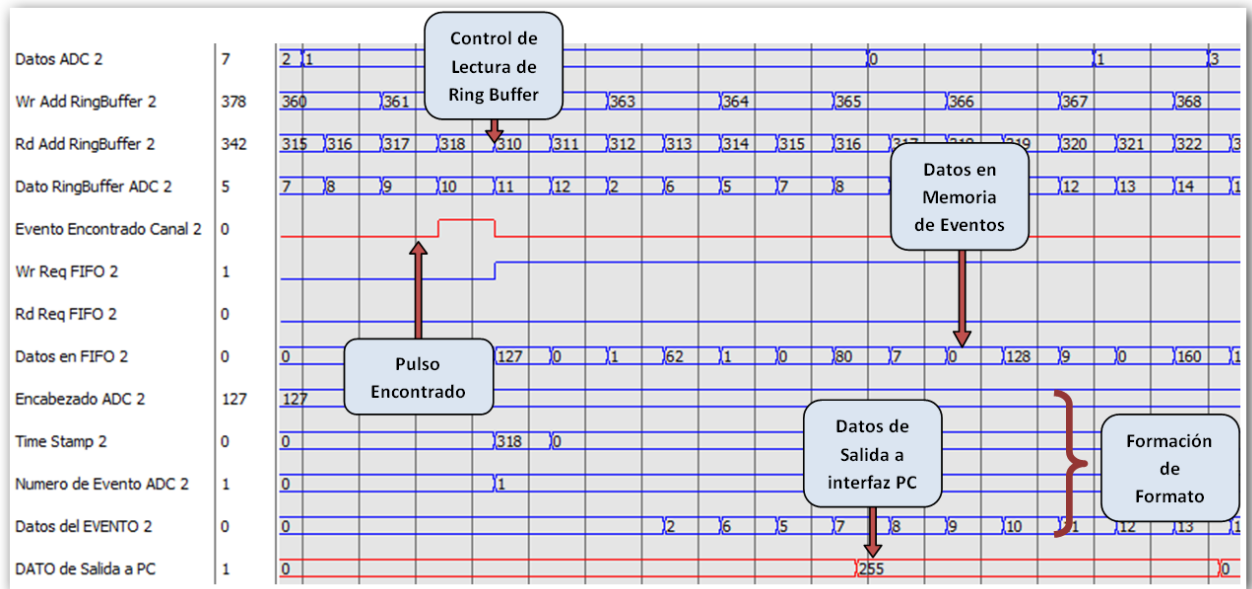 Control de
Lectura de
Ring Buffer
Datos ADC 2 7 2 1 0 1 3
Wr Add RingBuffer 2 378 360 361 363 364 365 366 367 368
Rd Add RingBuffer 2 342 315 316 317 318 310 311 312 313 314 315 316 317 318 319 320 321 322 3
Dato RingBuffer ADC 2 5 7 8 9 10 11 12 2 6 5 7 8 12 13 14 1
Datos en
Memoria
de Eventos
Evento Encontrado Canal 2 0
Wr Req FIFO 2 1
Rd Req FIFO 2 0
Datos en FIFO 2 0 0 127 0 1 62 1 0 80 7 0 128 9 0 160 1
Pulso
Encontrado
Encabezado ADC 2 127 127
Datos de
Salida a
interfaz PC
Formación
de
Formato
Time Stamp 2 0 0 318 0
Numero de Evento ADC 2 1 0 1
Datos del EVENTO 2 0 0 2 6 5 7 8 9 10 11 12 13 1
DATO de Salida a PC 1 0 255 0